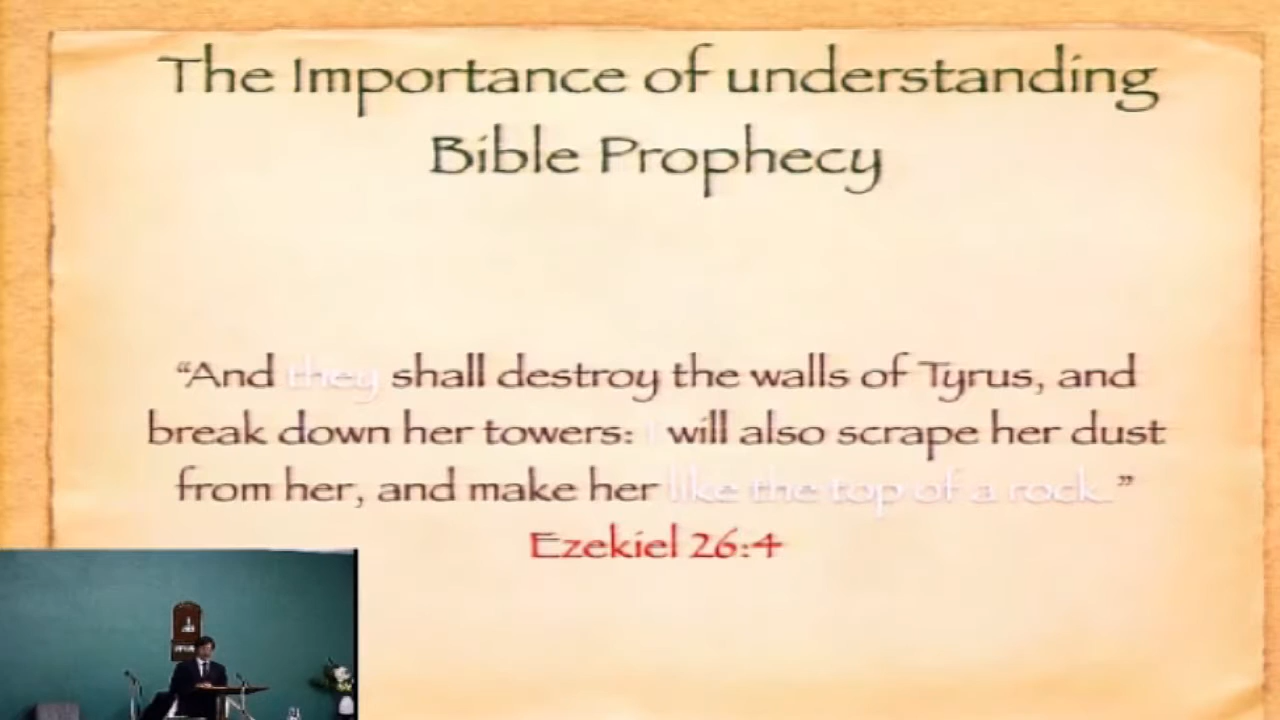 The Importance of understanding
Bible Prophecy
“And they shall destroy the walls of Tyrus, and
break down her towers: I will also scrape her dust
from her, and make her like the top of a rock.”
Ezekiel 26:4